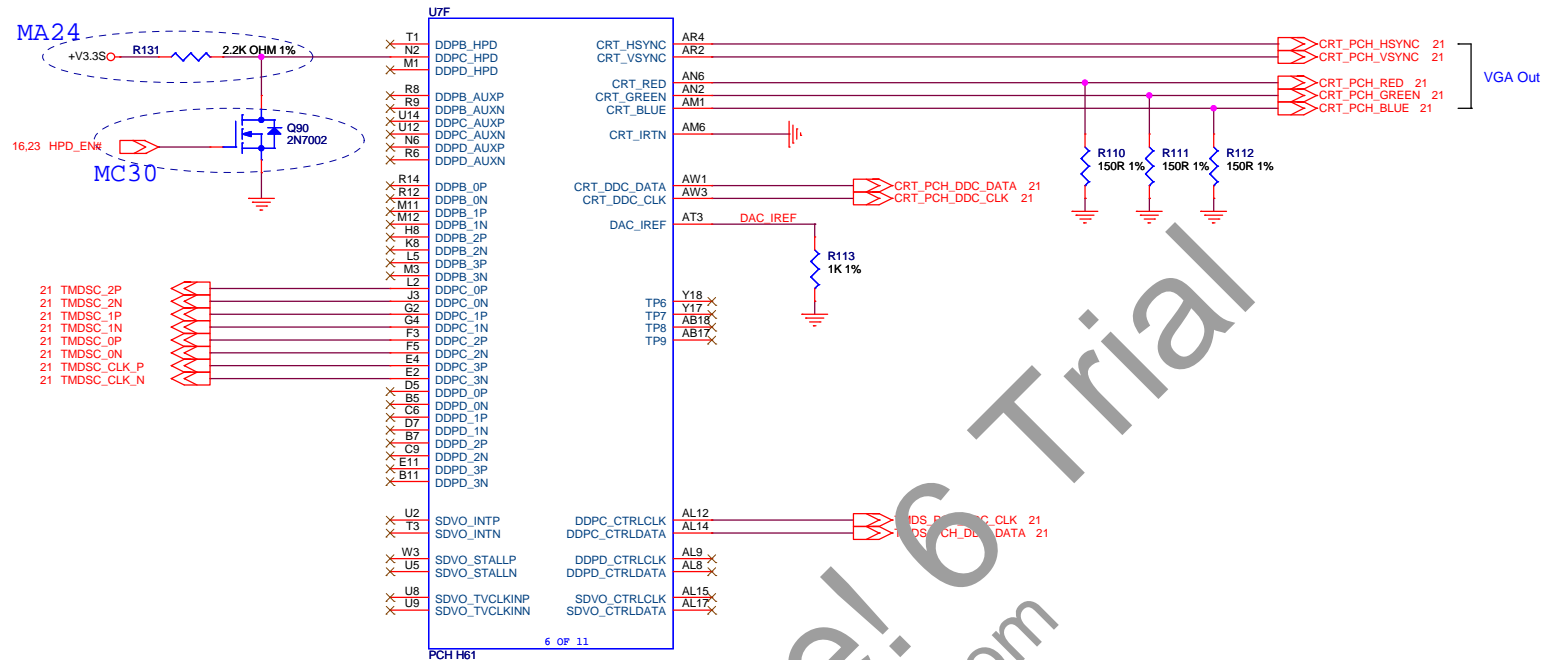 U7F
MA24
+V3.3S R131 2.2K OHM 1%
16,23 HPD_EN#
Q90
2N7002
MC30
T1 DDPB_HPD
N2 DDPC_HPD
M1 DDPD_HPD
R8 DDPB_AUXP
R9 DDPB_AUXN
U14 DDPC_AUXP
U12 DDPC_AUXN
N6 DDPD_AUXP
R6 DDPD_AUXN
R14 DDPB_0P
R12 DDPB_0N
M11 DDPB_1P
M12 DDPB_1N
H8 DDPB_2P
K8 DDPB_2N
L5 DDPB_3P
M3 DDPB_3N
21 TMDSC_2P L2 DDPC_0P
21 TMDSC_2N J3 DDPC_0N
21 TMDSC_1P G2 DDPC_1P
21 TMDSC_1N G4 DDPC_1N
21 TMDSC_0P F3 DDPC_2P
21 TMDSC_0N F5 DDPC_2N
21 TMDSC_CLK_P E4 DDPC_3P
21 TMDSC_CLK_N E2 DDPC_3N
D5 DDPD_0P
B5 DDPD_0N
C6 DDPD_1P
D7 DDPD_1N
B7 DDPD_2P
C9 DDPD_2N
E11 DDPD_3P
B11 DDPD_3N
U2 SDVO_INTP
T3 SDVO_INTN
W3 SDVO_STALLP
U5 SDVO_STALLN
U8 SDVO_TVCLKINP
U9 SDVO_TVCLKINN
CRT_HSYNC AR4 CRT_PCH_HSYNC 21
CRT_VSYNC AR2 CRT_PCH_VSYNC 21
CRT_RED AN6 CRT_PCH_RED 21
CRT_GREEN AN2 CRT_PCH_GREEN 21
CRT_BLUE AM1 CRT_PCH_BLUE 21
VGA Out
CRT_IRTN AM6
R110
150R 1%
R111
150R 1%
R112
150R 1%
CRT_DDC_DATA AW1 CRT_PCH_DDC_DATA 21
CRT_DDC_CLK AW3 CRT_PCH_DDC_CLK 21
DAC_IREF AT3 DAC_IREF
R113
1K 1%
TP6 Y18
TP7 Y17
TP8 AB18
TP9 AB17
DDPC_CTRLCLK AL12 21
DDPC_CTRLDATA AL14 21
DDPD_CTRLCLK AL9
DDPD_CTRLDATA AL8
SDVO_CTRLCLK AL15
SDVO_CTRLDATA AL17
6 OF 11
PCH H61
e! 6 Trial
om